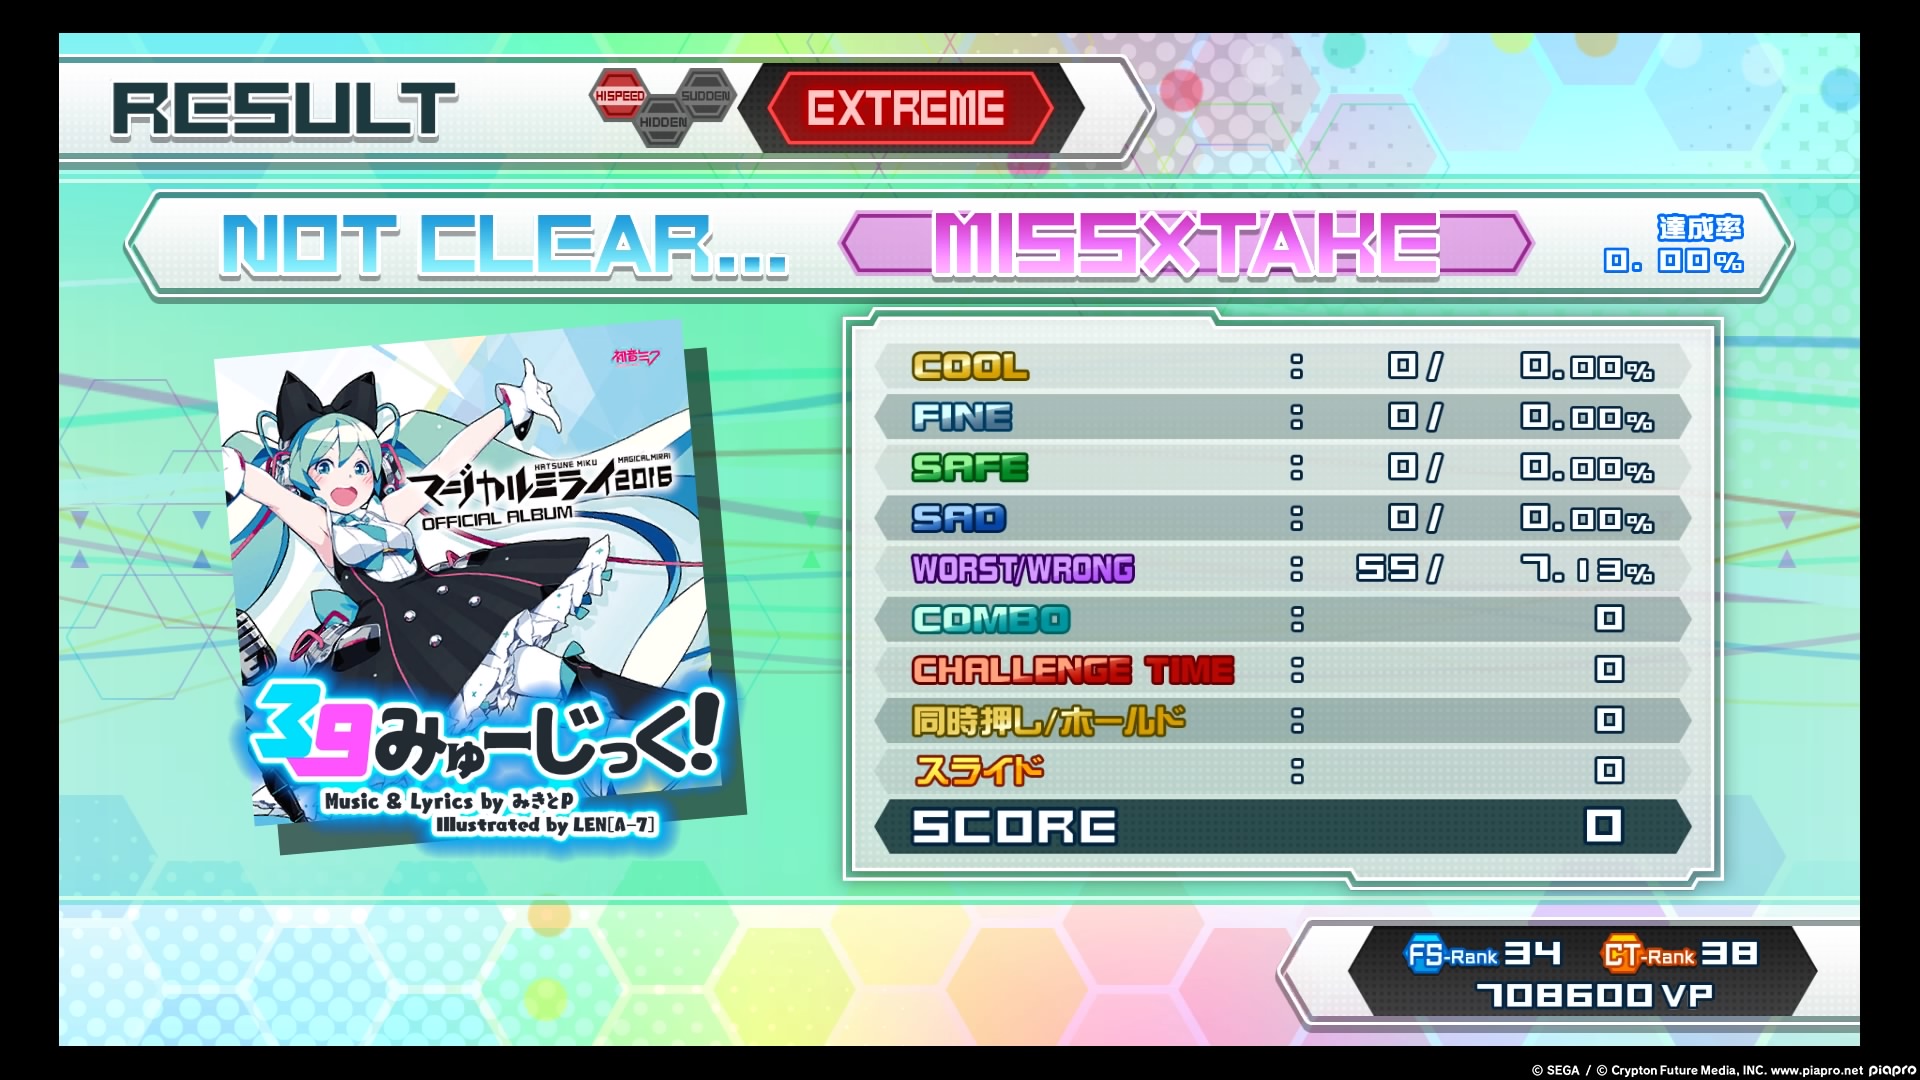 RESULT
HISPEED
HIDDEN
SUDDEN
EXTREME
NOT CLEAR...
MISS×TAKE
達成率
0.00%
初音ミク
HATSUNE MIKU MAGICAL MIRAI
マジカルミライ2016
OFFICIAL ALBUM
39みゅーじっく!
Music & Lyrics by みきとP
Illustrated by LEN[A-7]
COOL : 0/ 0.00%
FINE : 0/ 0.00%
SAFE : 0/ 0.00%
SAD : 0/ 0.00%
WORST/WRONG : 55/ 7.13%
COMBO : 0
CHALLENGE TIME : 0
同時押し/ホールド : 0
スライド : 0
SCORE 0
FS-Rank 34 CT-Rank 38
708600 VP
© SEGA / © Crypton Future Media, INC. www.piapro.net piapro